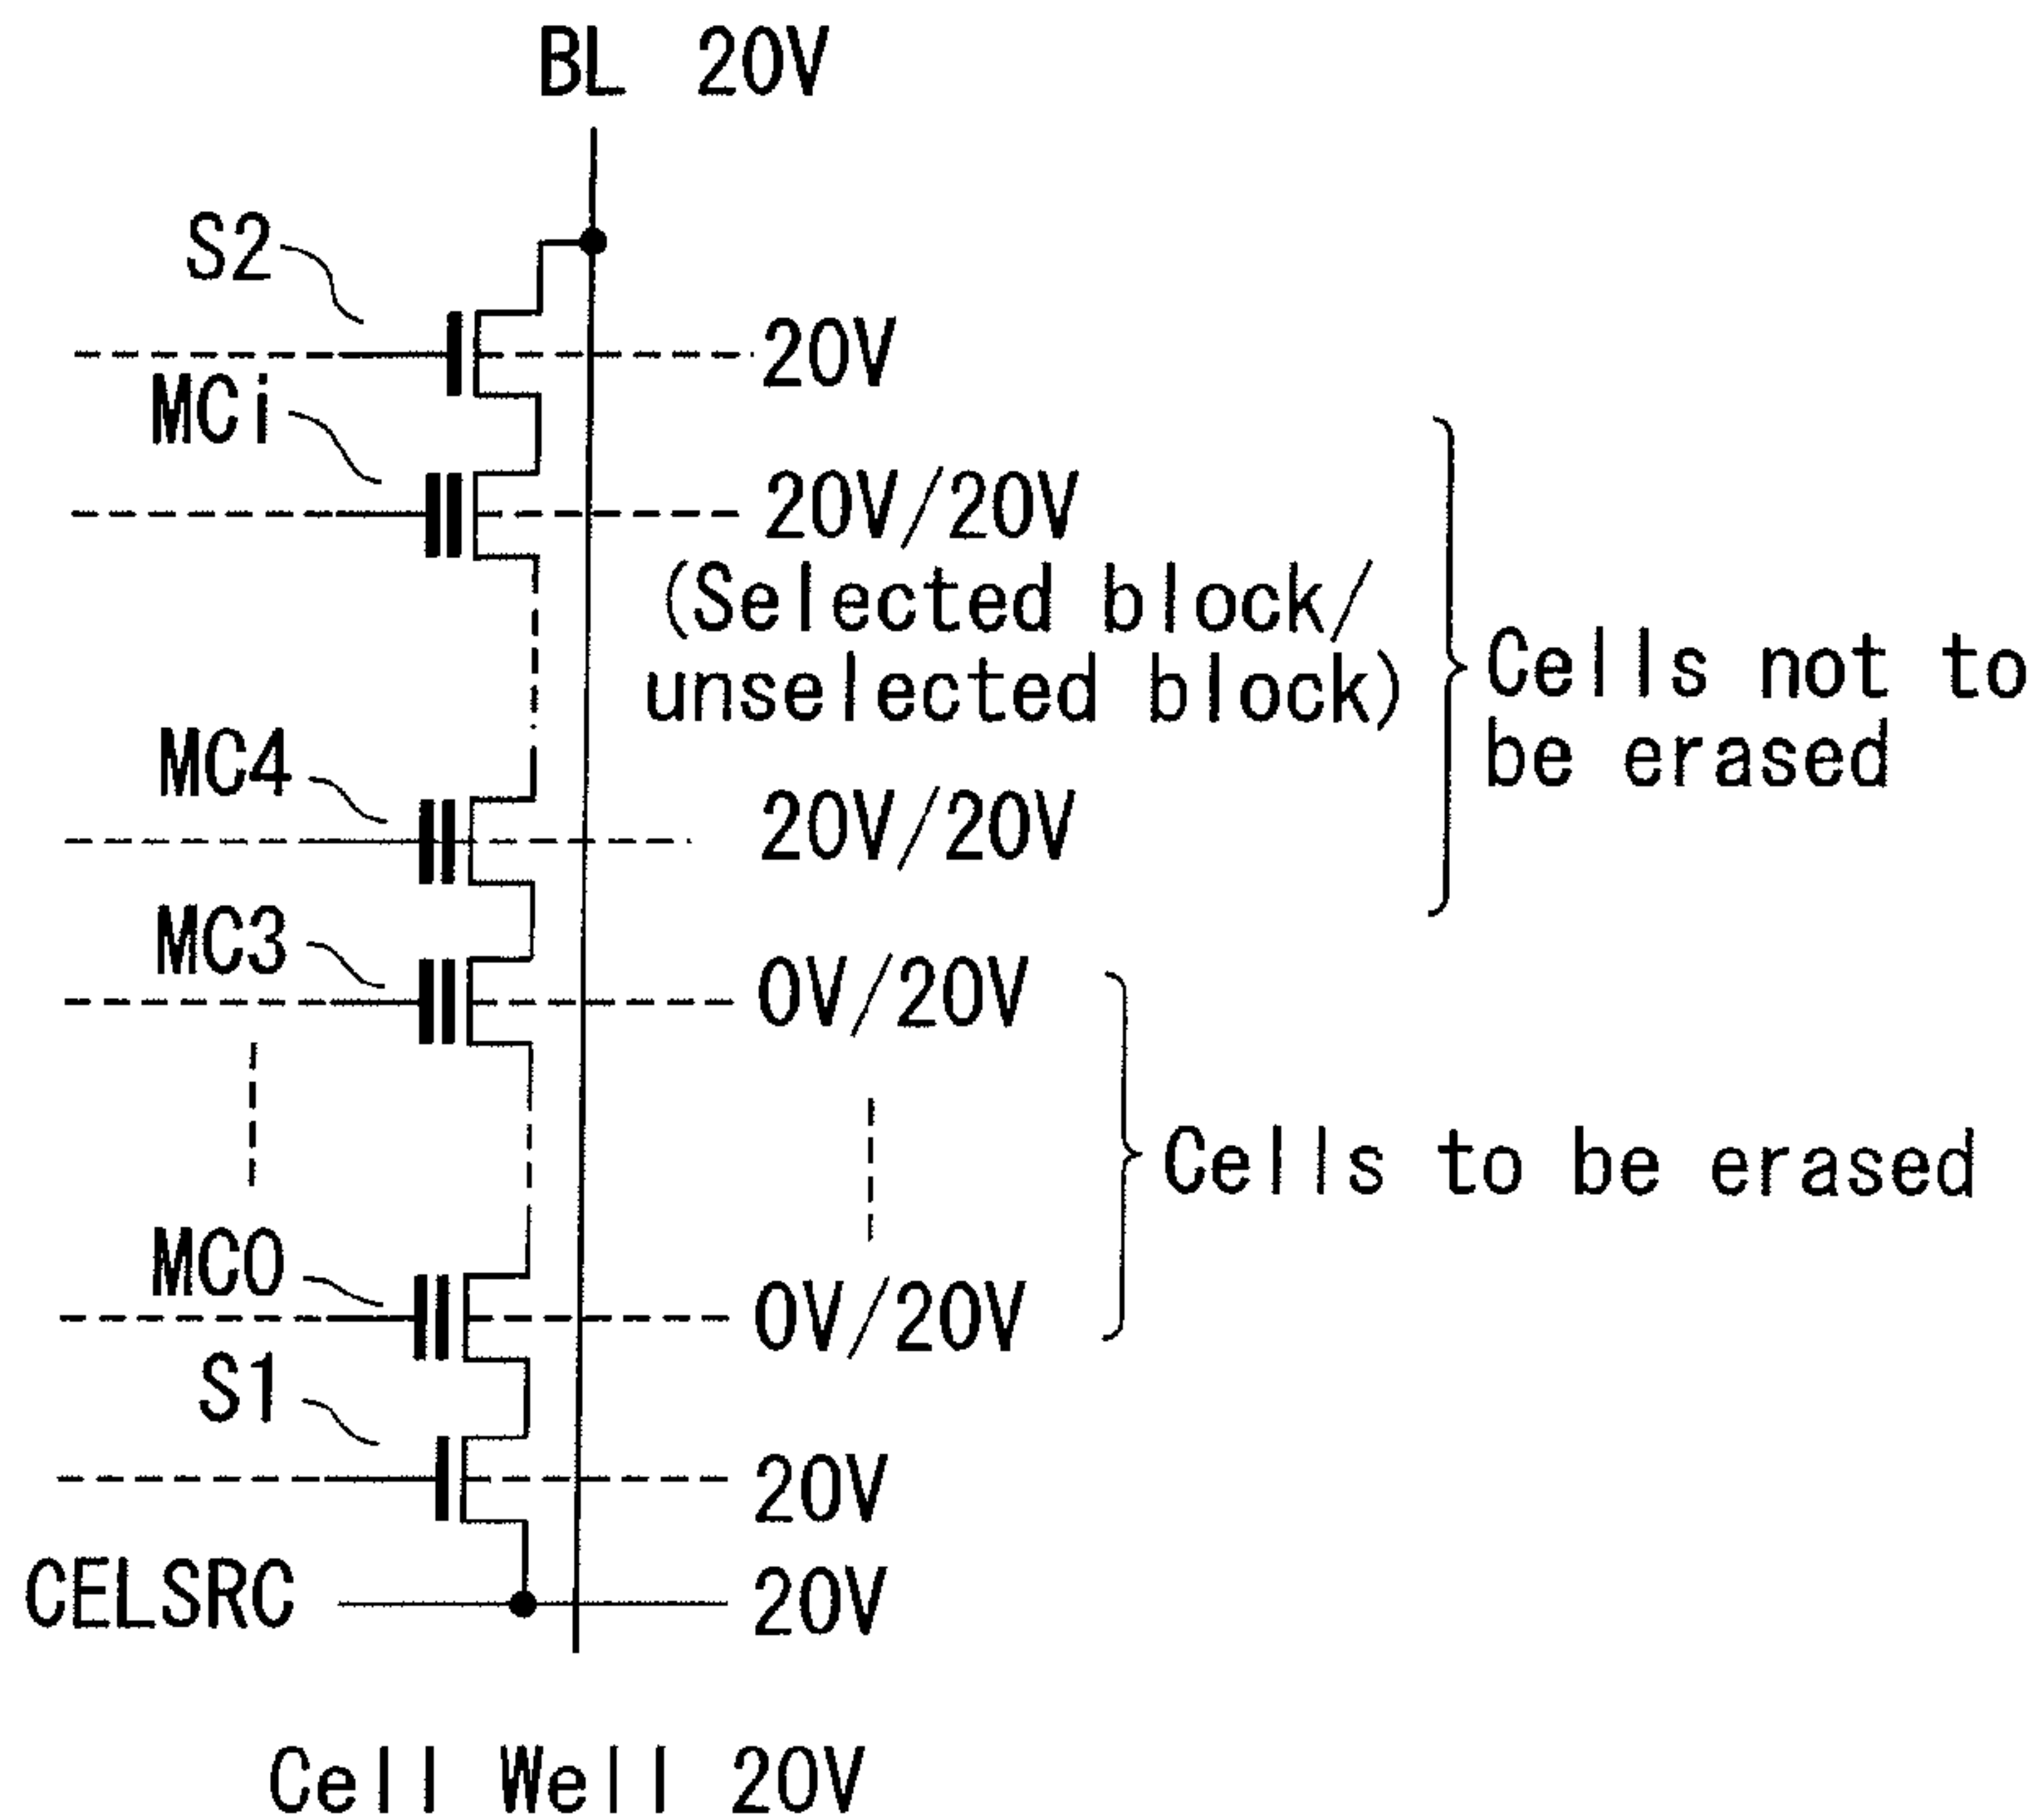 BL 20V
S2
20V
MCi
20V/20V
(Selected block/
unselected block)
Cells not to
be erased
MC4
20V/20V
MC3
0V/20V
Cells to be erased
MC0
0V/20V
S1
20V
CELSRC
20V
Cell Well 20V